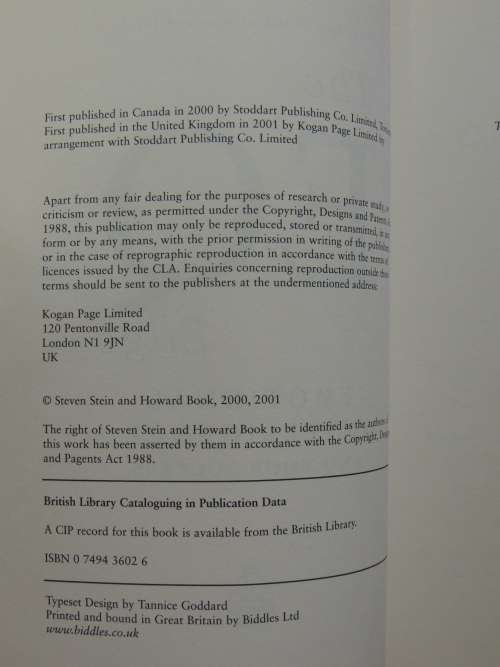 First published in Canada in 2000 by Stoddart Publishing Co. Limited,
First published in the United Kingdom in 2001 by Kogan Page Limited by
arrangement with Stoddart Publishing Co. Limited
Apart from any fair dealing for the purposes of research or private study, or
criticism or review, as permitted under the Copyright, Designs and Patents
1988, this publication may only be reproduced, stored or transmitted, in
form or by any means, with the prior permission in writing of the publishers
or in the case of reprographic reproduction in accordance with the terms of
licences issued by the CLA. Enquiries concerning reproduction outside
terms should be sent to the publishers at the undermentioned address:
Kogan Page Limited
120 Pentonville Road
London N1 9JN
UK
© Steven Stein and Howard Book, 2000, 2001
The right of Steven Stein and Howard Book to be identified as the authors
this work has been asserted by them in accordance with the Copyright,
and Pagents Act 1988.
British Library Cataloguing in Publication Data
A CIP record for this book is available from the British Library.
ISBN 0 7494 3602 6
Typeset Design by Tannice Goddard
Printed and bound in Great Britain by Biddles Ltd
www.biddles.co.uk
T